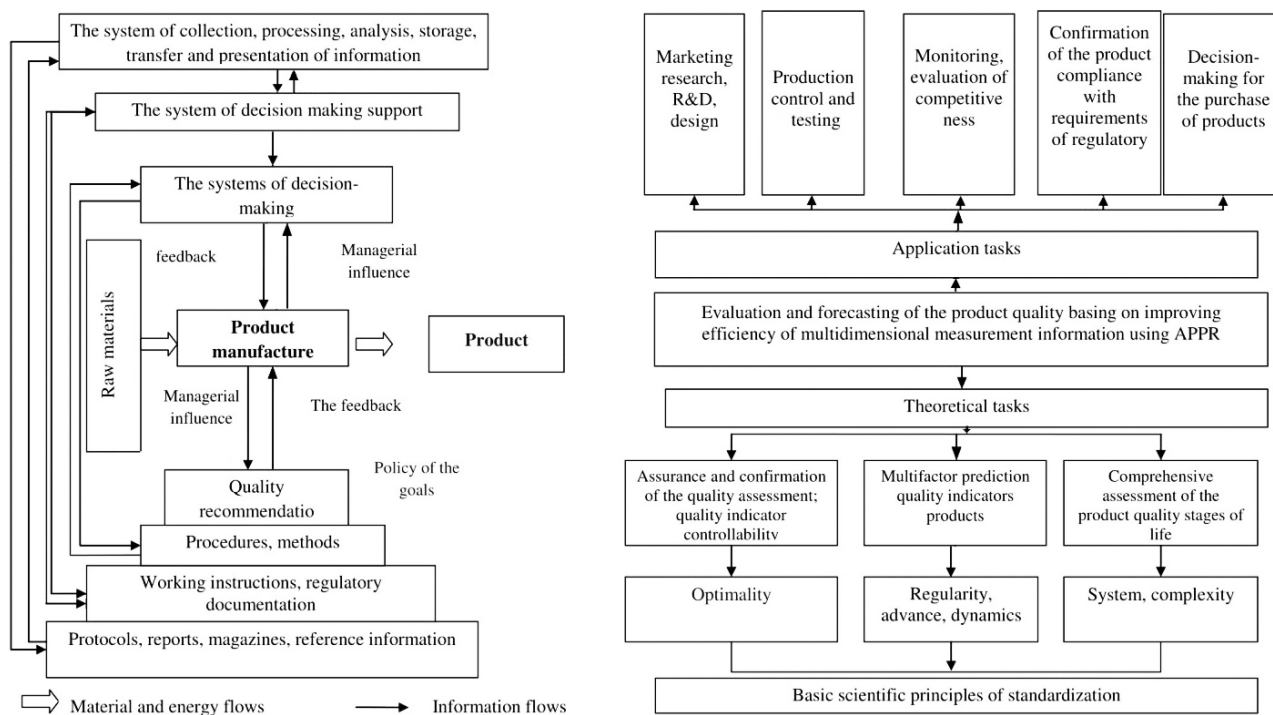 The system of collection, processing, analysis, storage,
transfer and presentation of information
The system of decision making support
The systems of decision-
making
feedback
Managerial
influence
Raw materials
Product
manufacture
Product
Managerial
influence
The feedback
Policy of the
goals
Quality
recommendatio
Procedures, methods
Working instructions, regulatory
documentation
Protocols, reports, magazines, reference information
Material and energy flows
Information flows
Marketing
research,
R&D,
design
Production
control and
testing
Monitoring,
evaluation of
competitive
ness
Confirmation
of the product
compliance
with
requirements
of regulatory
Decision-
making for
the purchase
of products
Application tasks
Evaluation and forecasting of the product quality basing on improving
efficiency of multidimensional measurement information using APPR
Theoretical tasks
Assurance and confirmation
of the quality assessment;
quality indicator
controllability
Multifactor prediction
quality indicators
products
Comprehensive
assessment of the
product quality stages of
life
Optimality
Regularity,
advance, dynamics
System, complexity
Basic scientific principles of standardization